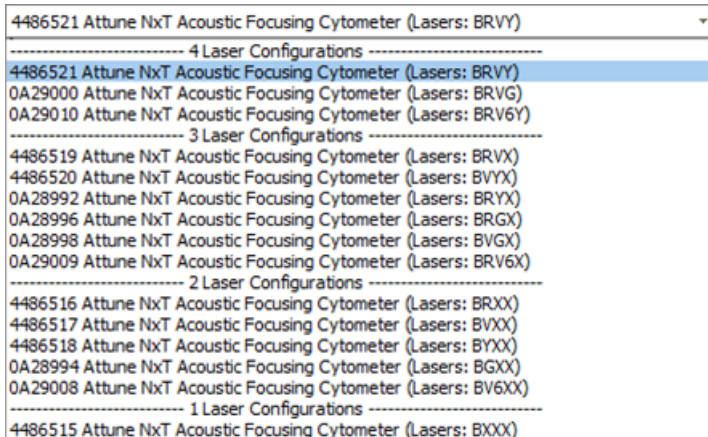 4486521 Attune NxT Acoustic Focusing Cytometer (Lasers: BRVY)
--------------------------- 4 Laser Configurations ---------------------------
4486521 Attune NxT Acoustic Focusing Cytometer (Lasers: BRVY)
0A29000 Attune NxT Acoustic Focusing Cytometer (Lasers: BRVG)
0A29010 Attune NxT Acoustic Focusing Cytometer (Lasers: BRV6Y)
--------------------------- 3 Laser Configurations ---------------------------
4486519 Attune NxT Acoustic Focusing Cytometer (Lasers: BRVX)
4486520 Attune NxT Acoustic Focusing Cytometer (Lasers: BVYX)
0A28992 Attune NxT Acoustic Focusing Cytometer (Lasers: BRYX)
0A28996 Attune NxT Acoustic Focusing Cytometer (Lasers: BRGX)
0A28998 Attune NxT Acoustic Focusing Cytometer (Lasers: BVGX)
0A29009 Attune NxT Acoustic Focusing Cytometer (Lasers: BRV6X)
--------------------------- 2 Laser Configurations ---------------------------
4486516 Attune NxT Acoustic Focusing Cytometer (Lasers: BRXX)
4486517 Attune NxT Acoustic Focusing Cytometer (Lasers: BVXX)
4486518 Attune NxT Acoustic Focusing Cytometer (Lasers: BYXX)
0A28994 Attune NxT Acoustic Focusing Cytometer (Lasers: BGXX)
0A29008 Attune NxT Acoustic Focusing Cytometer (Lasers: BV6XX)
--------------------------- 1 Laser Configurations ---------------------------
4486515 Attune NxT Acoustic Focusing Cytometer (Lasers: BXXX)